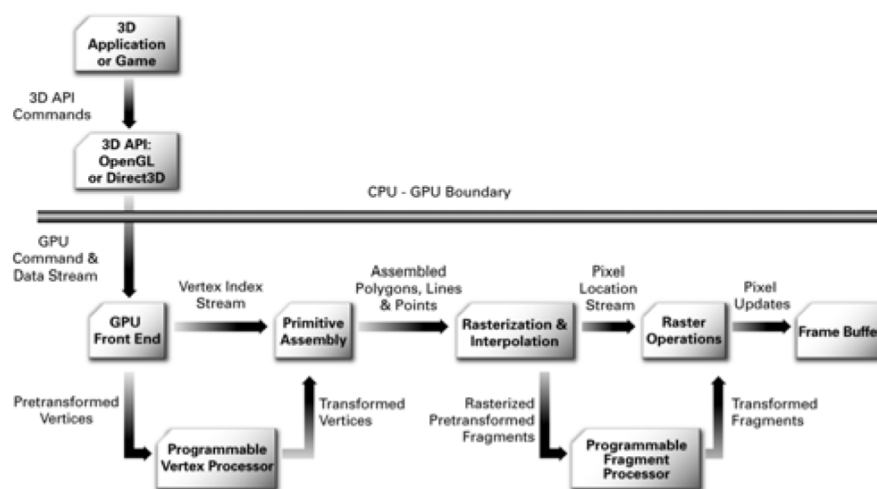 3D
Application
or Game
3D API
Commands
3D API:
OpenGL
or Direct3D
CPU - GPU Boundary
GPU
Command &
Data Stream
Vertex Index
Stream
Assembled
Polygons, Lines
& Points
Pixel
Location
Stream
Pixel
Updates
GPU
Front End
Primitive
Assembly
Rasterization &
Interpolation
Raster
Operations
Frame Buffe
Pretransformed
Vertices
Transformed
Vertices
Rasterized
Pretransformed
Fragments
Transformed
Fragments
Programmable
Vertex Processor
Programmable
Fragment
Processor